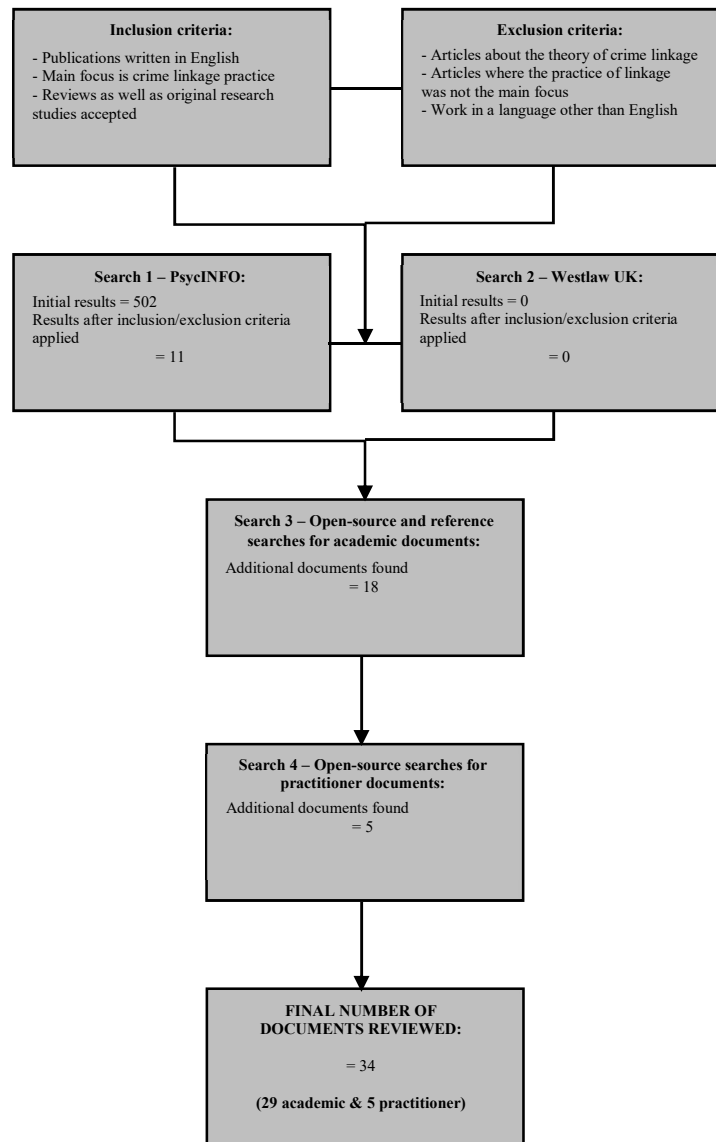 Inclusion criteria:
- Publications written in English
- Main focus is crime linkage practice
- Reviews as well as original research
studies accepted
Exclusion criteria:
- Articles about the theory of crime linkage
- Articles where the practice of linkage
was not the main focus
- Work in a language other than English
Search 1 – PsycINFO:
Initial results = 502
Results after inclusion/exclusion criteria
applied
= 11
Search 2 – Westlaw UK:
Initial results = 0
Results after inclusion/exclusion criteria
applied
= 0
Search 3 – Open-source and reference
searches for academic documents:
Additional documents found
= 18
Search 4 – Open-source searches for
practitioner documents:
Additional documents found
= 5
FINAL NUMBER OF
DOCUMENTS REVIEWED:
= 34
(29 academic & 5 practitioner)